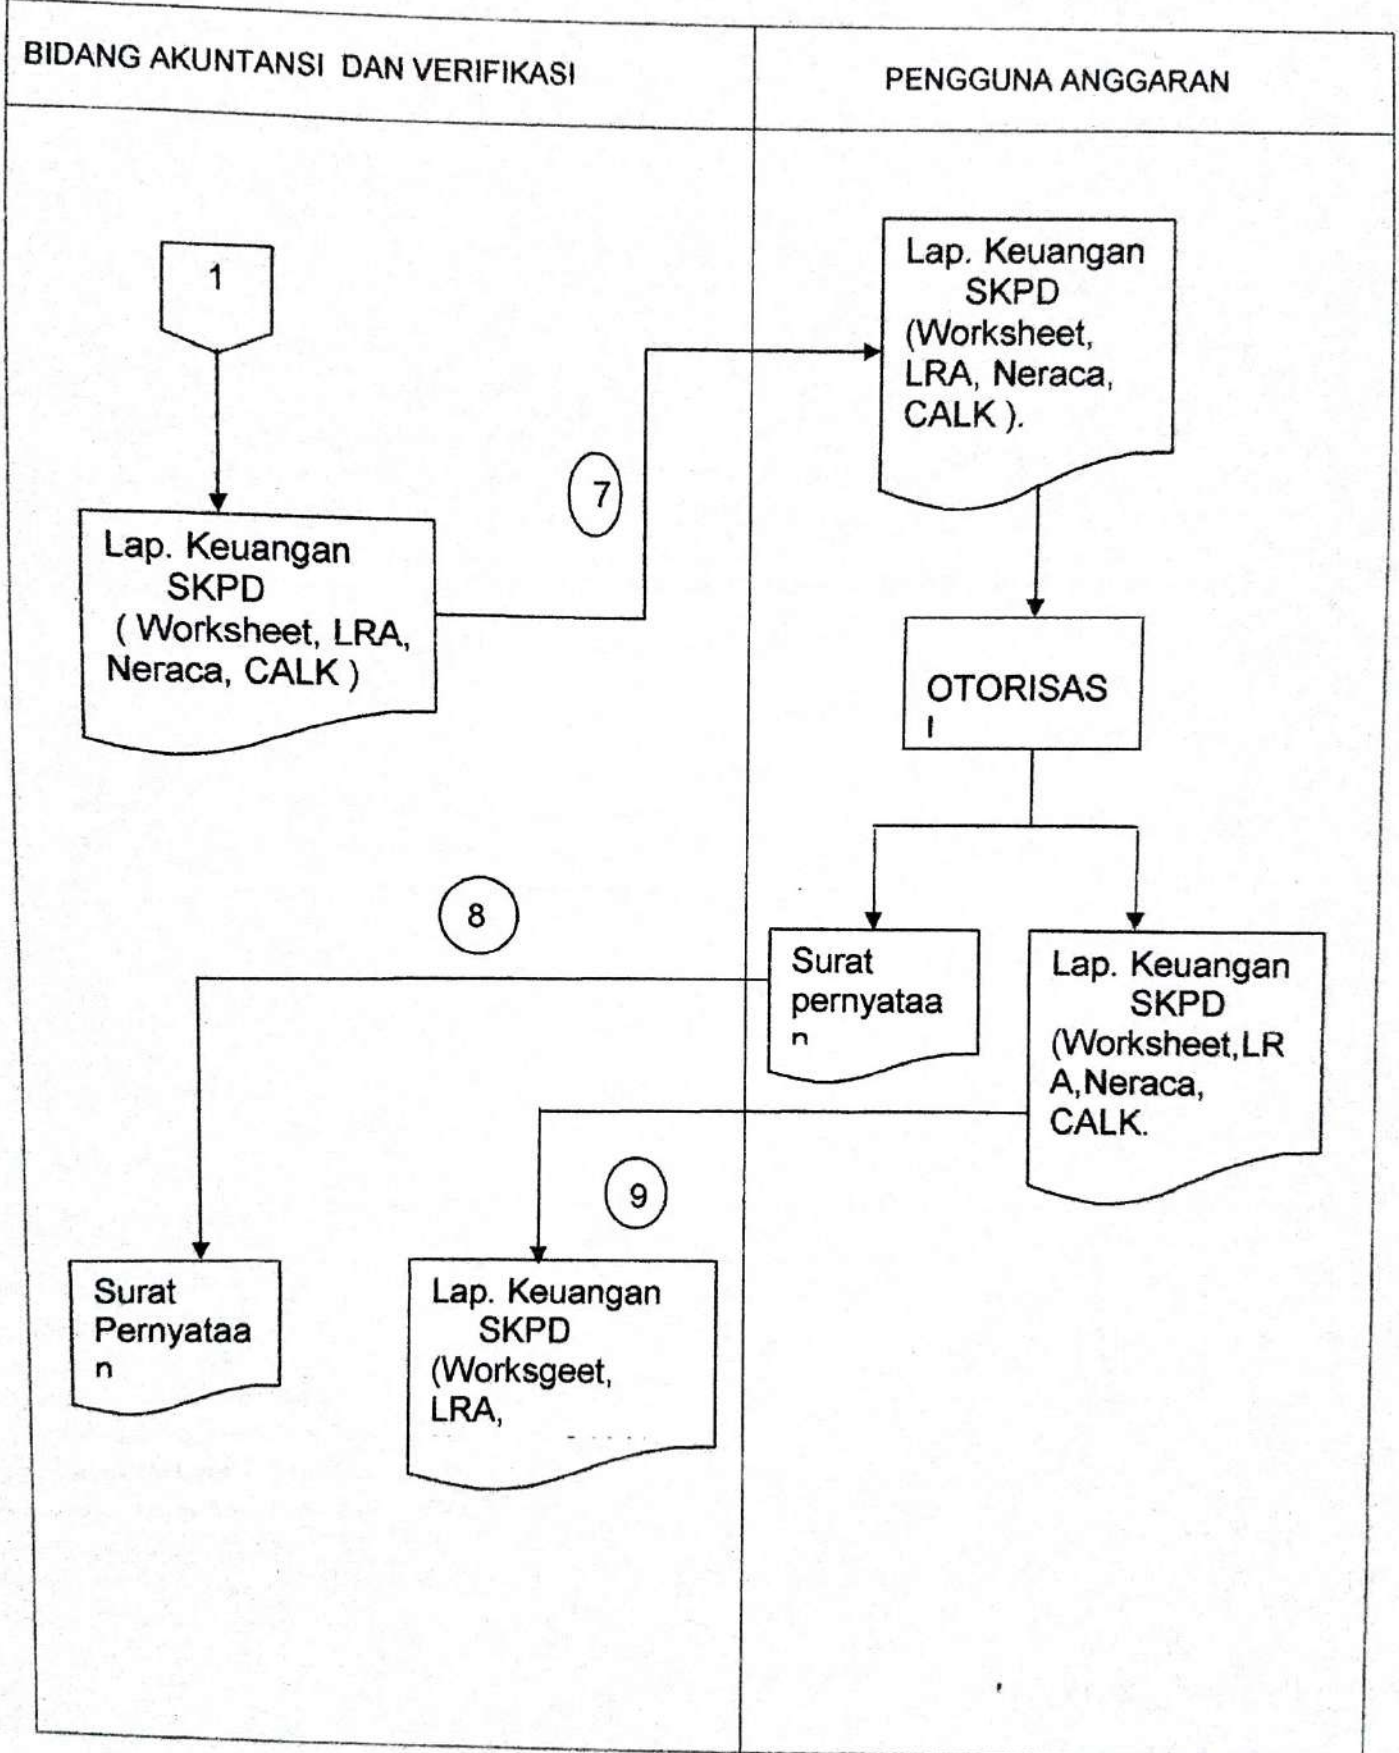 BIDANG AKUNTANSI DAN VERIFIKASI
PENGGUNA ANGGARAN
1
Lap. Keuangan
SKPD
( Worksheet, LRA,
Neraca, CALK )
7
Lap. Keuangan
SKPD
(Worksheet,
LRA, Neraca,
CALK ).
OTORISAS
I
8
Surat
pernyataa
n
Lap. Keuangan
SKPD
(Worksheet,LR
A,Neraca,
CALK.
9
Surat
Pernyataa
n
Lap. Keuangan
SKPD
(Worksgeet,
LRA,